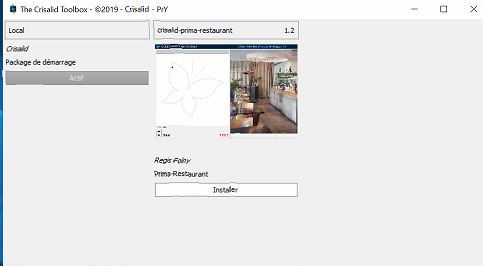 The Crisalid Toolbox - ©2019 - Crisalid - PrY
Local
Crisalid
Package de démarrage
Actif
crisalid-prima-restaurant 1.2
Regis Folny
Prima-Restaurant
Installer